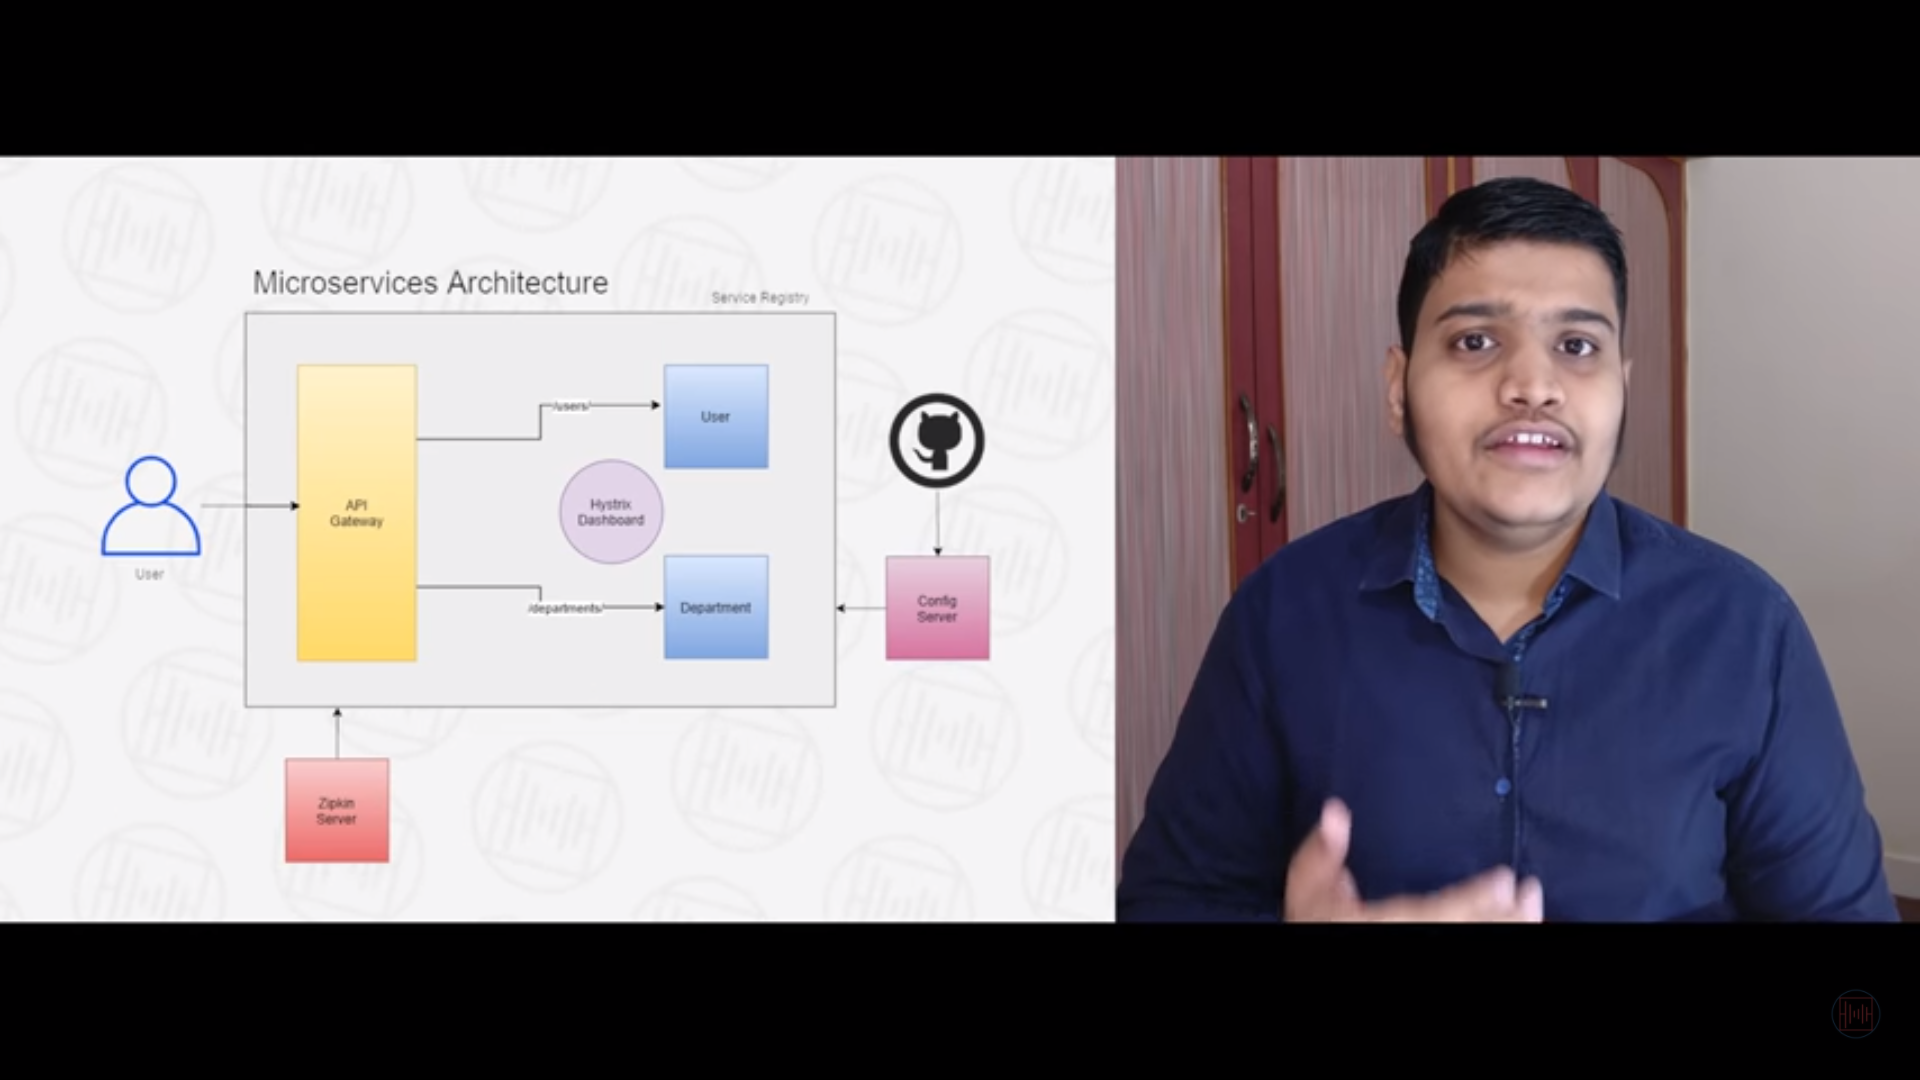 Microservices Architecture
Service Registry
/users/
User
API
Gateway
Hystrix
Dashboard
User
/departments/
Department
Config
Server
Zipkin
Server